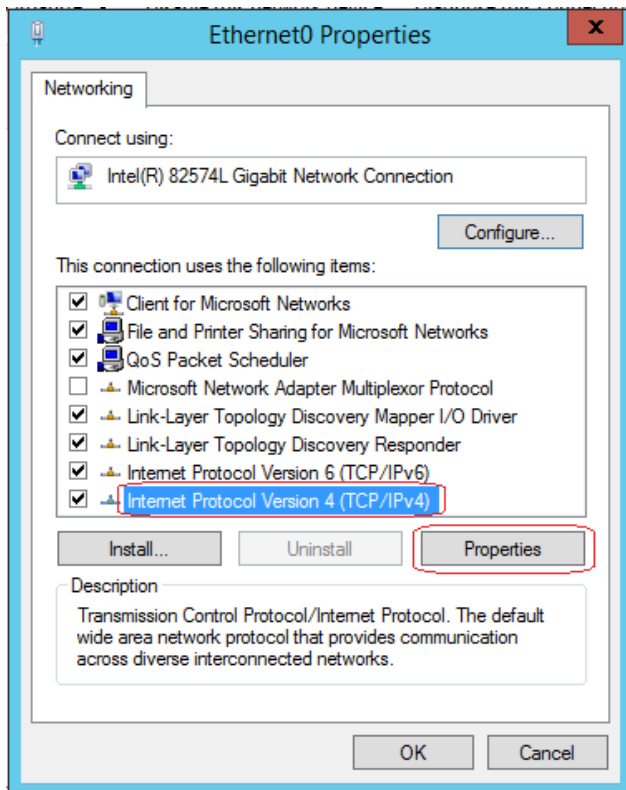 Ethernet0 Properties
x
Networking
Connect using:
Intel(R) 82574L Gigabit Network Connection
Configure...
This connection uses the following items:
Client for Microsoft Networks
File and Printer Sharing for Microsoft Networks
QoS Packet Scheduler
Microsoft Network Adapter Multiplexor Protocol
Link-Layer Topology Discovery Mapper I/O Driver
Link-Layer Topology Discovery Responder
Internet Protocol Version 6 (TCP/IPv6)
Internet Protocol Version 4 (TCP/IPv4)
Install... Uninstall Properties
Description
Transmission Control Protocol/Internet Protocol. The default
wide area network protocol that provides communication
across diverse interconnected networks.
OK Cancel